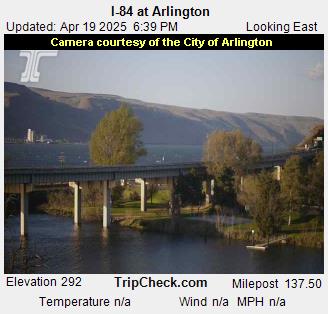 I-84 at Arlington
Updated: Apr 19 2025 6:39 PM Looking East
Camera courtesy of the City of Arlington
Elevation 292 TripCheck.com Milepost 137.50
Temperature n/a Wind n/a MPH n/a